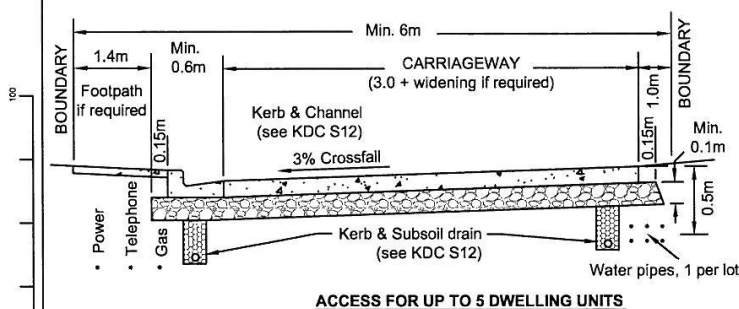 Min. 6m
BOUNDARY
1.4m
Min.
0.6m
CARRIAGEWAY
(3.0 + widening if required)
1.0m
BOUNDARY
Footpath
if required
0.15m
Kerb & Channel
(see KDC S12)
3% Crossfall
0.15m
Min.
0.1m
0.5m
100
Power
Telephone
Gas
Kerb & Subsoil drain
(see KDC S12)
Water pipes, 1 per lot
ACCESS FOR UP TO 5 DWELLING UNITS